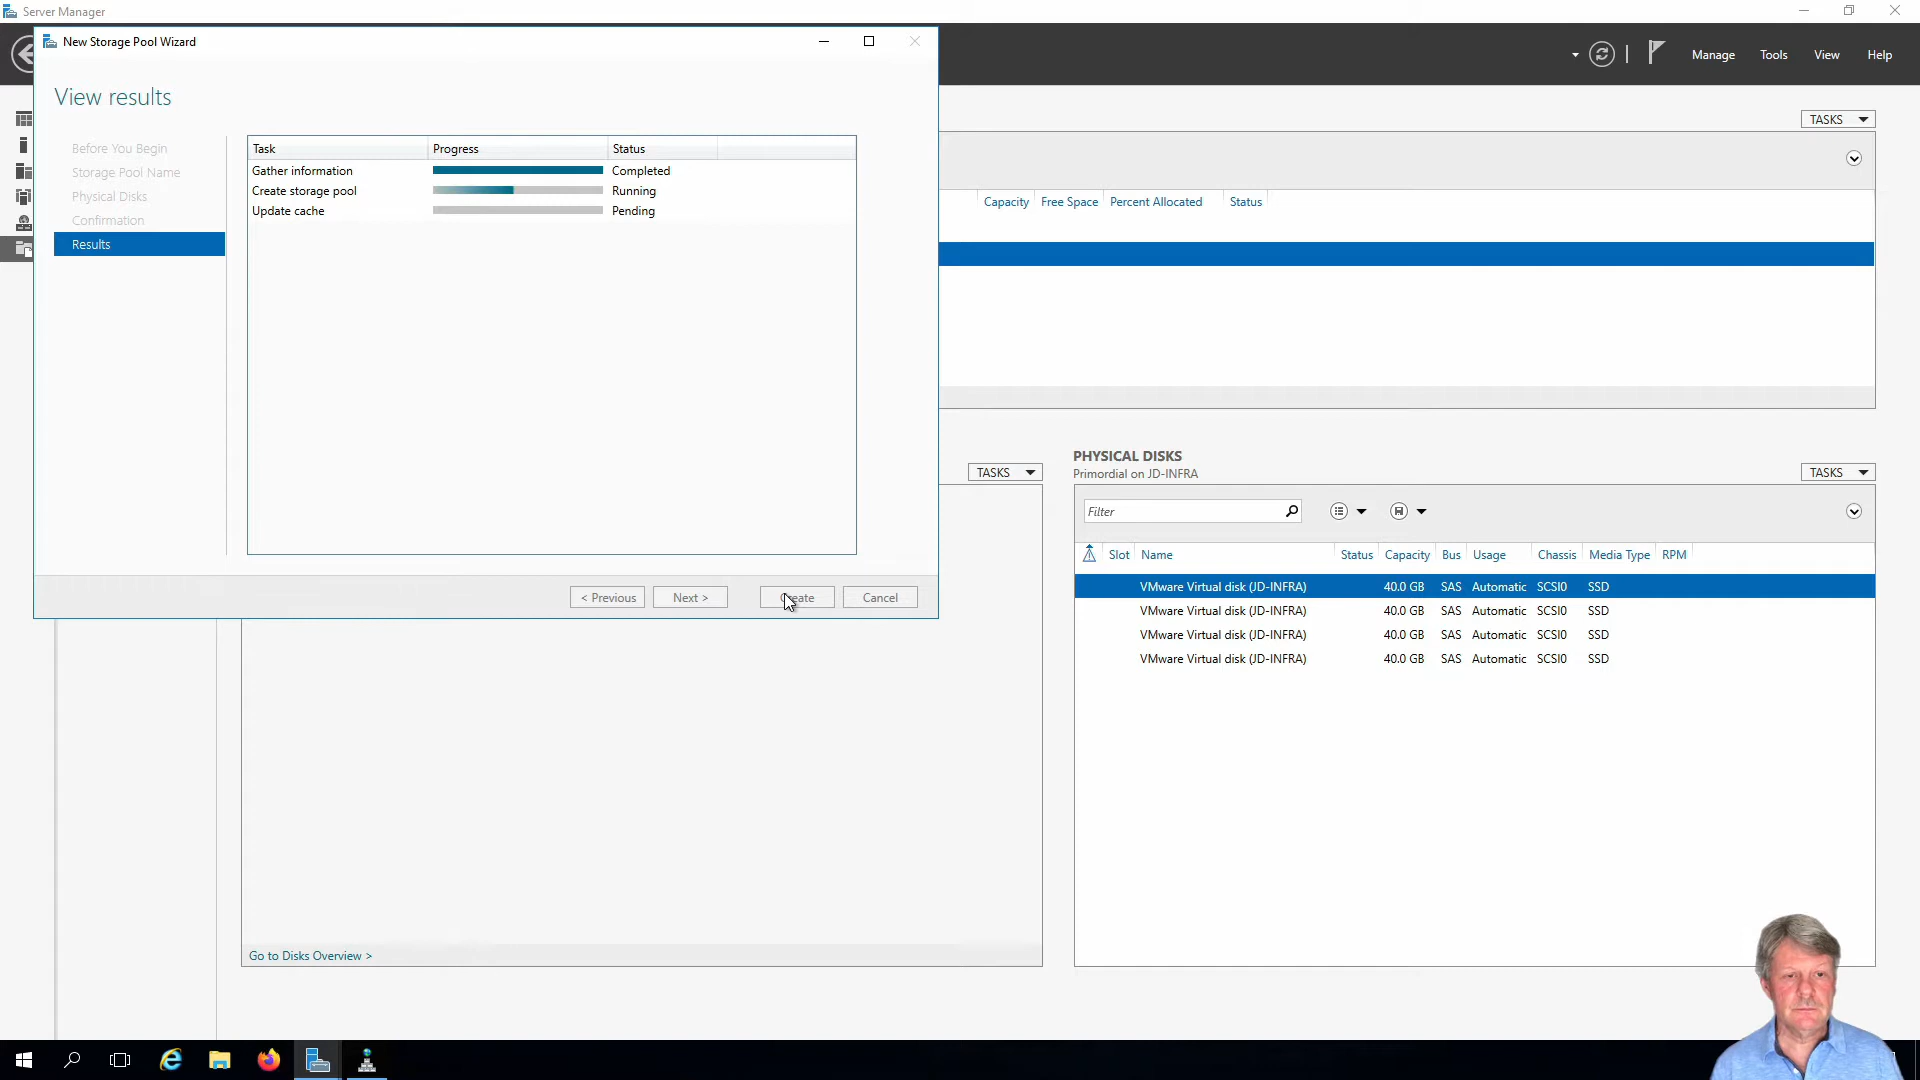 Server Manager
New Storage Pool Wizard
Manage Tools View Help
View results
TASKS
Before You Begin
Storage Pool Name
Physical Disks
Confirmation
Results
Task Progress Status
Gather information Completed
Create storage pool Running
Update cache Pending
Capacity Free Space Percent Allocated Status
< Previous Next > Create Cancel
TASKS
PHYSICAL DISKS
Primordial on JD-INFRA
TASKS
Filter
Slot Name Status Capacity Bus Usage Chassis Media Type RPM
VMware Virtual disk (JD-INFRA) 40.0 GB SAS Automatic SCSI0 SSD
VMware Virtual disk (JD-INFRA) 40.0 GB SAS Automatic SCSI0 SSD
VMware Virtual disk (JD-INFRA) 40.0 GB SAS Automatic SCSI0 SSD
VMware Virtual disk (JD-INFRA) 40.0 GB SAS Automatic SCSI0 SSD
Go to Disks Overview >